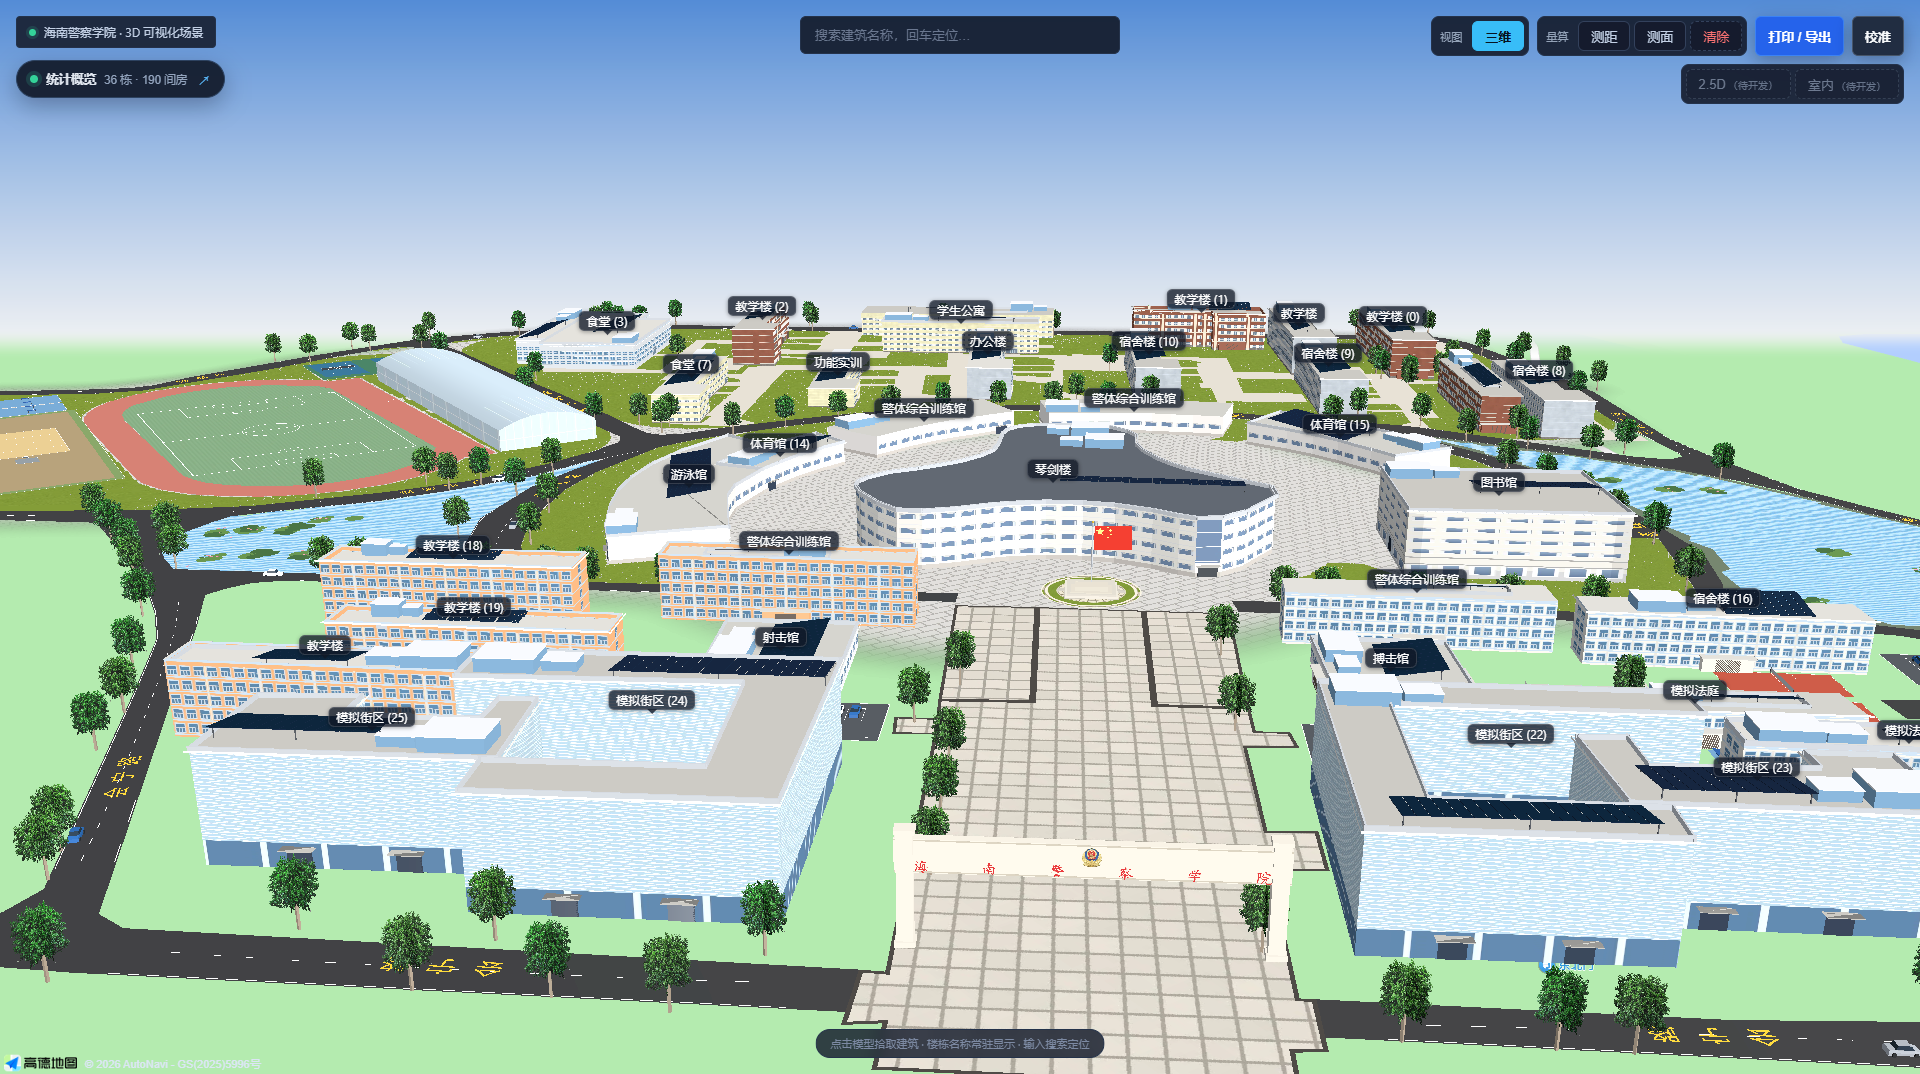 海南警察学院 · 3D 可视化场景
搜索建筑名称，回车定位...
视图 三维
量算 测距 测面 清除
打印 / 导出
校准
统计概览 36 栋 · 190 间房 ↗
2.5D（待开发） 室内（待开发）
教学楼 (1)
教学楼 (2)
学生公寓
教学楼
教学楼 (0)
食堂 (3)
办公楼
宿舍楼 (10)
宿舍楼 (9)
食堂 (7)
功能实训
宿舍楼 (8)
警体综合训练馆
警体综合训练馆
体育馆 (15)
体育馆 (14)
琴剑楼
游泳馆
图书馆
警体综合训练馆
教学楼 (18)
警体综合训练馆
宿舍楼 (16)
教学楼 (19)
射击馆
教学楼
搏击馆
模拟法庭
模拟街区 (24)
模拟街区 (25)
模拟法
模拟街区 (22)
模拟街区 (23)
海南警察学院
点击模型拾取建筑 · 楼栋名称常驻显示 · 输入搜索定位
高德地图 © 2026 AutoNavi - GS(2025)5996号